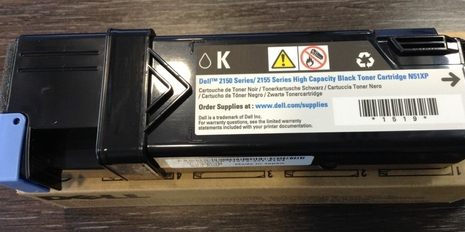 K
Dell™ 2150 Series/ 2155 Series High Capacity Black Toner Cartridge N51XP
Cartouche de Toner Noir / Tonerkartusche Schwarz / Cartuccia Toner Nero
/ Cartucho de Toner Negro / Zwarte Tonercartridge
Order Supplies at: www.dell.com/supplies
Dell is a trademark of Dell Inc.
For warranty questions, see the limited warranty
statements included with your printer documentation.
*1519*